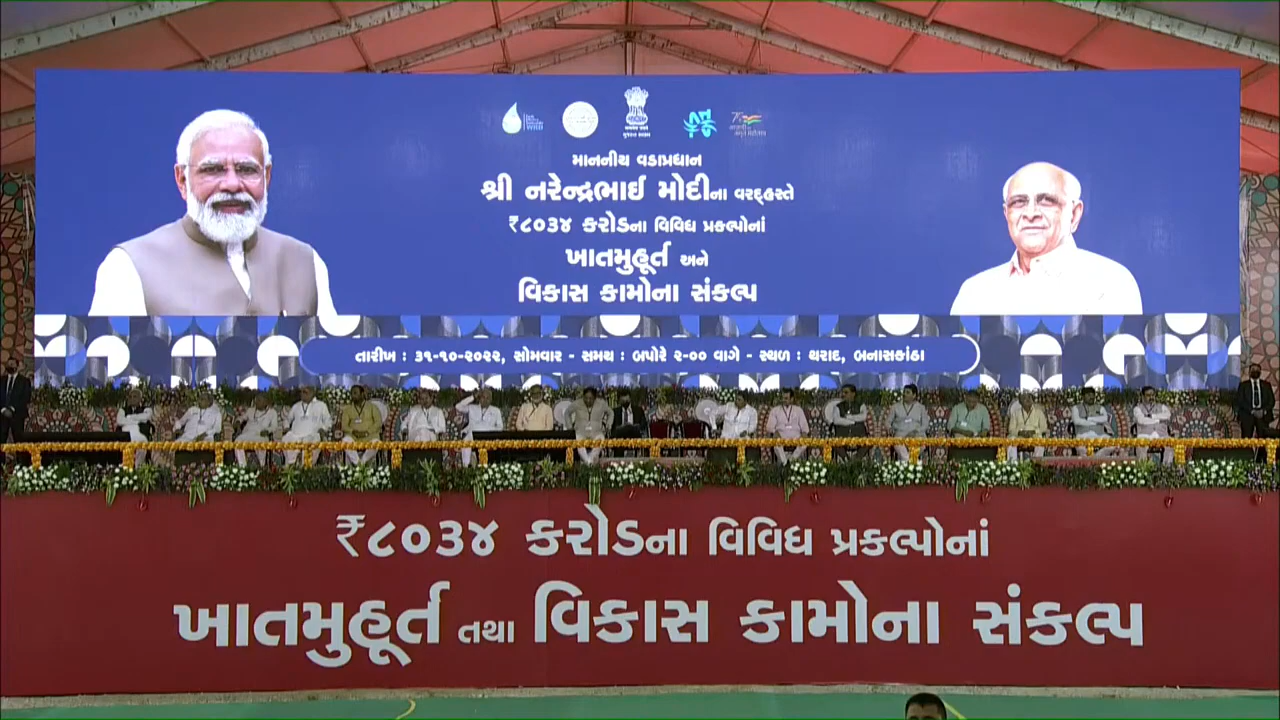 WRD
માનનીય વડાપ્રધાન
શ્રી નરેન્દ્રભાઈ મોદીના વરદ્હસ્તે
₹૮૦૩૪ કરોડના વિવિધ પ્રકલ્પોનાં
ખાતમુહૂર્ત અને
વિકાસ કામોના સંકલ્પ
તારીખ : ૩૧-૧૦-૨૦૨૨, સોમવાર - સમય : બપોરે ૨-૦૦ વાગે - સ્થળ : થરાદ, બનાસકાંઠા
₹૮૦૩૪ કરોડના વિવિધ પ્રકલ્પોનાં
ખાતમુહૂર્ત તથા વિકાસ કામોના સંકલ્પ